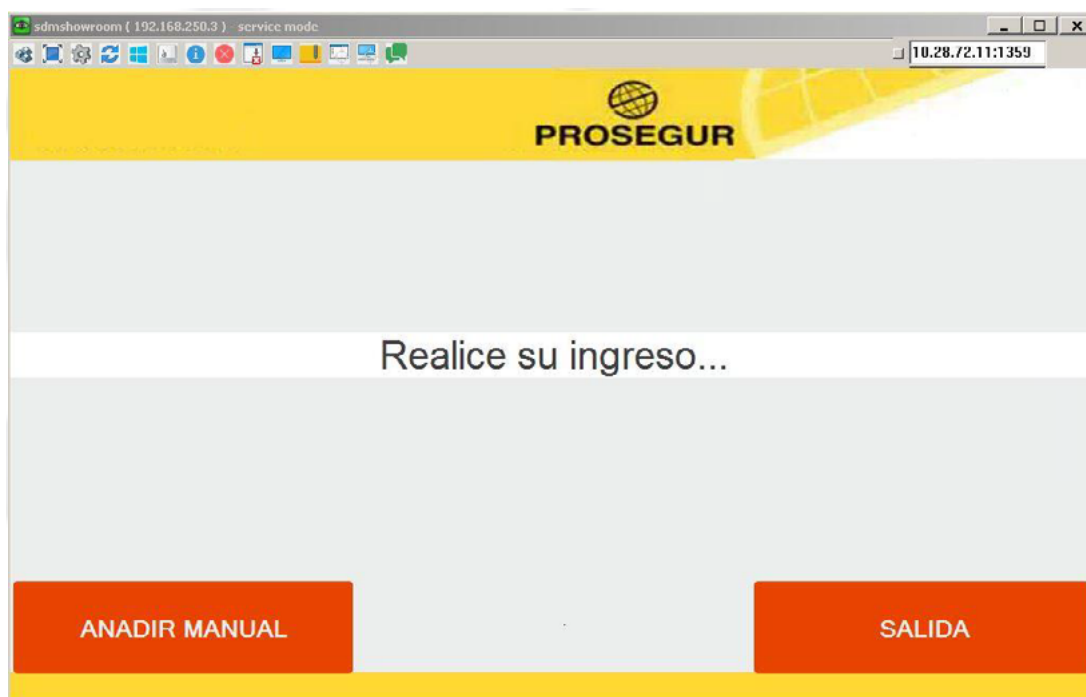 sdmshowroom ( 192.168.250.3 ) - service mode
10.28.72.11:1359
PROSEGUR
Realice su ingreso...
ANADIR MANUAL
SALIDA